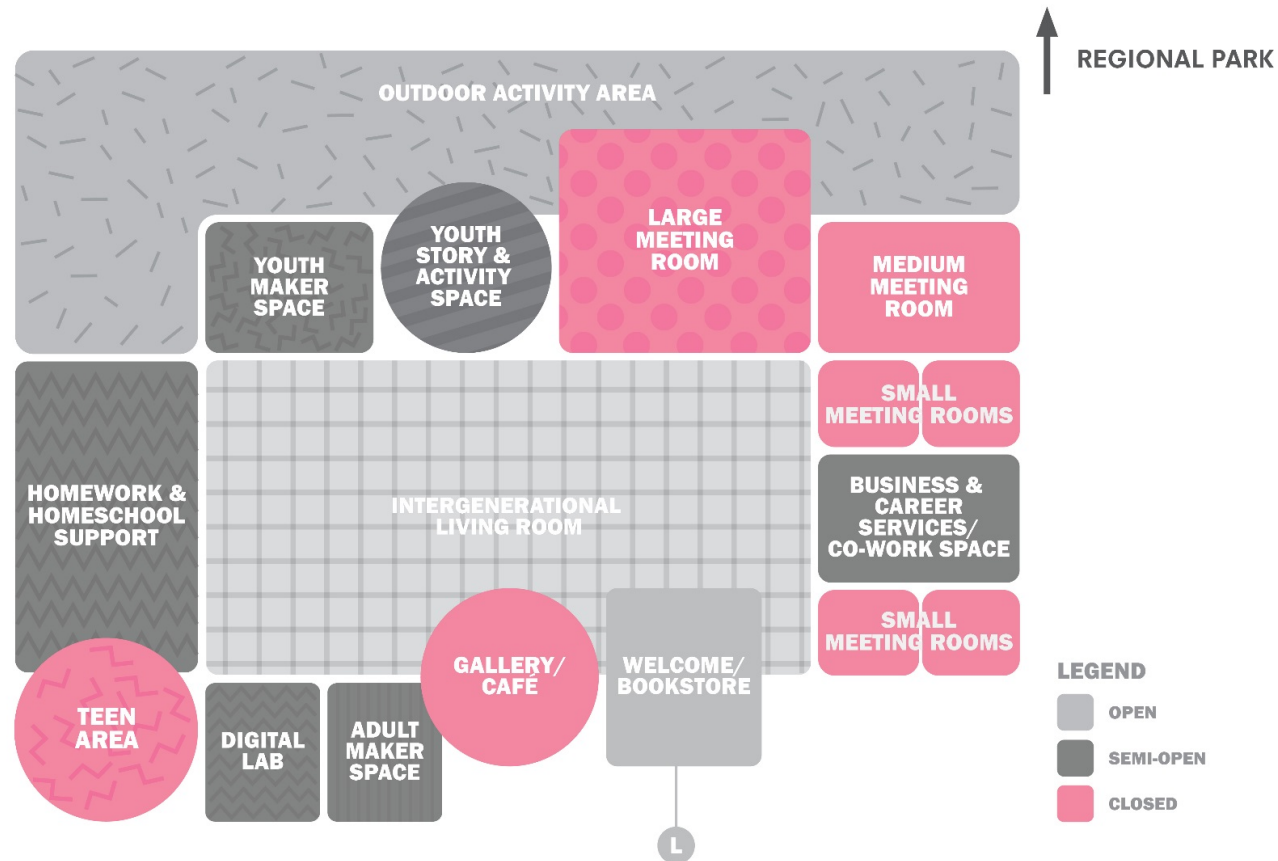 REGIONAL PARK
OUTDOOR ACTIVITY AREA
YOUTH
MAKER
SPACE
YOUTH
STORY &
ACTIVITY
SPACE
LARGE
MEETING
ROOM
MEDIUM
MEETING
ROOM
SMALL
MEETING ROOMS
HOMEWORK &
HOMESCHOOL
SUPPORT
INTERGENERATIONAL
LIVING ROOM
BUSINESS &
CAREER
SERVICES/
CO-WORK SPACE
SMALL
MEETING ROOMS
GALLERY/
CAFÉ
WELCOME/
BOOKSTORE
TEEN
AREA
DIGITAL
LAB
ADULT
MAKER
SPACE
L
LEGEND
OPEN
SEMI-OPEN
CLOSED